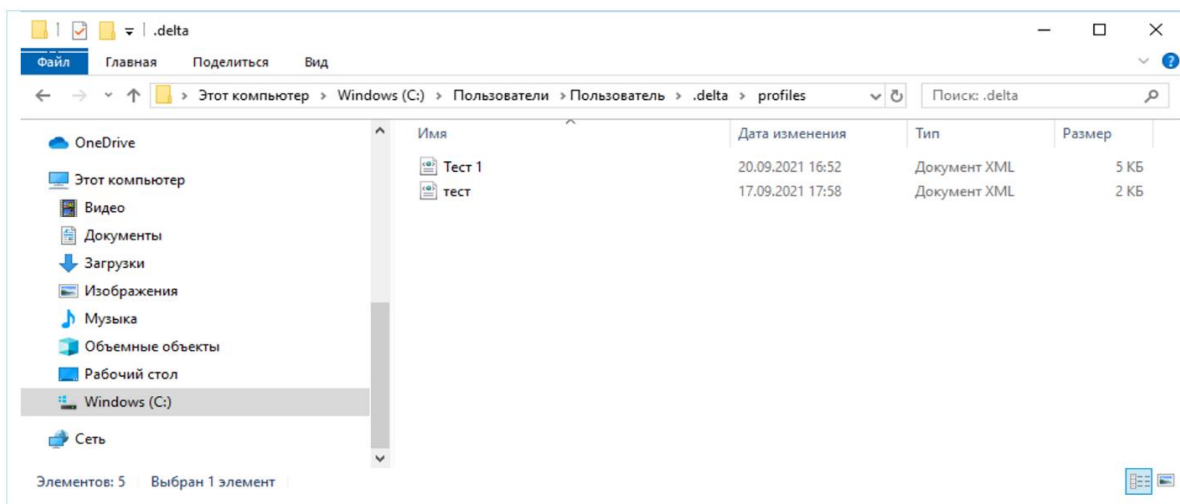 .delta
Файл Главная Поделиться Вид
Этот компьютер > Windows (C:) > Пользователи > Пользователь > .delta > profiles Поиск: .delta
Имя Дата изменения Тип Размер
OneDrive
Этот компьютер
Видео
Документы
Загрузки
Изображения
Музыка
Объемные объекты
Рабочий стол
Windows (C:)
Сеть
Тест 1 20.09.2021 16:52 Документ XML 5 КБ
тест 17.09.2021 17:58 Документ XML 2 КБ
Элементов: 5 Выбран 1 элемент